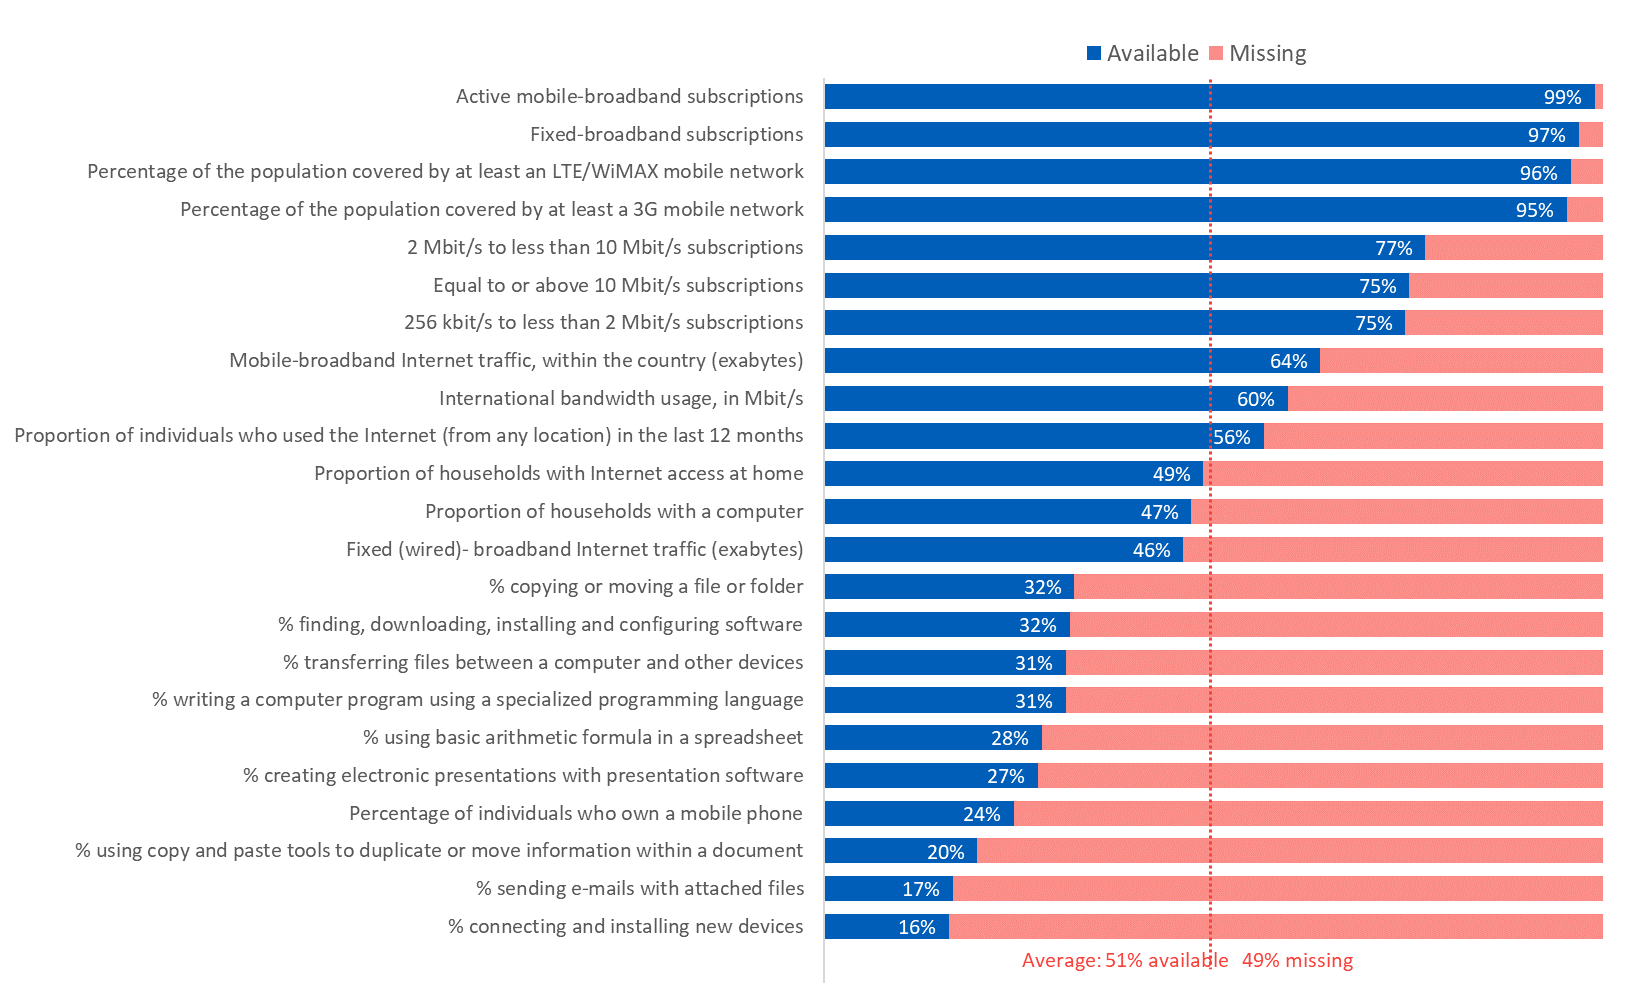 Available Missing
Active mobile-broadband subscriptions 99%
Fixed-broadband subscriptions 97%
Percentage of the population covered by at least an LTE/WiMAX mobile network 96%
Percentage of the population covered by at least a 3G mobile network 95%
2 Mbit/s to less than 10 Mbit/s subscriptions 77%
Equal to or above 10 Mbit/s subscriptions 75%
256 kbit/s to less than 2 Mbit/s subscriptions 75%
Mobile-broadband Internet traffic, within the country (exabytes) 64%
International bandwidth usage, in Mbit/s 60%
Proportion of individuals who used the Internet (from any location) in the last 12 months 56%
Proportion of households with Internet access at home 49%
Proportion of households with a computer 47%
Fixed (wired)- broadband Internet traffic (exabytes) 46%
% copying or moving a file or folder 32%
% finding, downloading, installing and configuring software 32%
% transferring files between a computer and other devices 31%
% writing a computer program using a specialized programming language 31%
% using basic arithmetic formula in a spreadsheet 28%
% creating electronic presentations with presentation software 27%
Percentage of individuals who own a mobile phone 24%
% using copy and paste tools to duplicate or move information within a document 20%
% sending e-mails with attached files 17%
% connecting and installing new devices 16%
Average: 51% available 49% missing